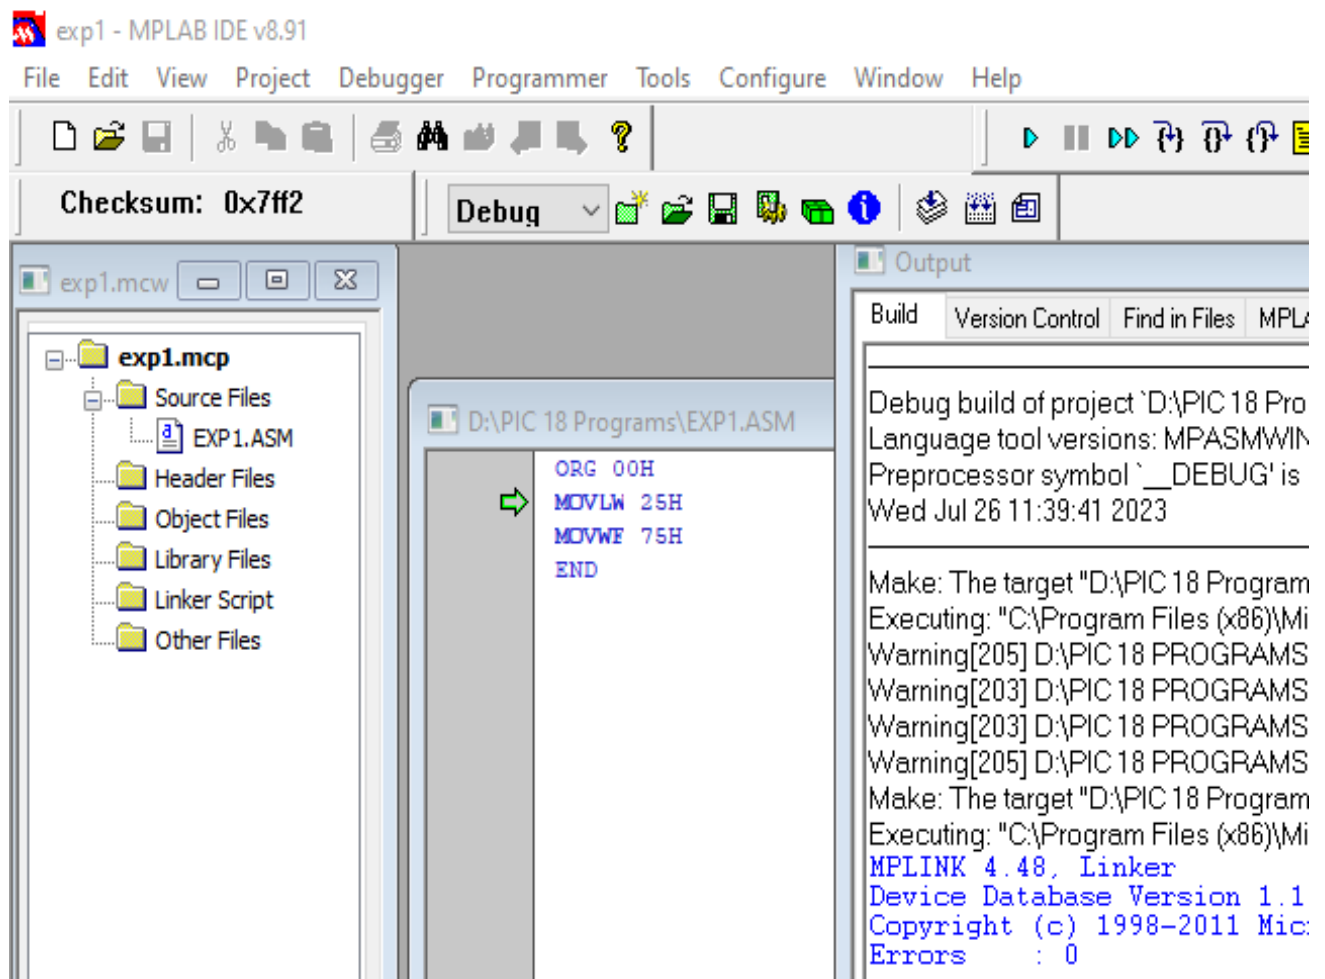 exp1 - MPLAB IDE v8.91
File Edit View Project Debugger Programmer Tools Configure Window Help
Checksum: 0x7ff2
Debug
exp1.mcw
exp1.mcp
Source Files
EXP1.ASM
Header Files
Object Files
Library Files
Linker Script
Other Files
D:\PIC 18 Programs\EXP1.ASM
ORG 00H
MOVLW 25H
MOVWF 75H
END
Output
Build Version Control Find in Files MPLA
Debug build of project `D:\PIC 18 Pro
Language tool versions: MPASMWIN
Preprocessor symbol `__DEBUG' is
Wed Jul 26 11:39:41 2023
Make: The target "D:\PIC 18 Program
Executing: "C:\Program Files (x86)\Mi
Warning[205] D:\PIC 18 PROGRAMS
Warning[203] D:\PIC 18 PROGRAMS
Warning[203] D:\PIC 18 PROGRAMS
Warning[205] D:\PIC 18 PROGRAMS
Make: The target "D:\PIC 18 Program
Executing: "C:\Program Files (x86)\Mi
MPLINK 4.48, Linker
Device Database Version 1.1
Copyright (c) 1998-2011 Mic
Errors : 0